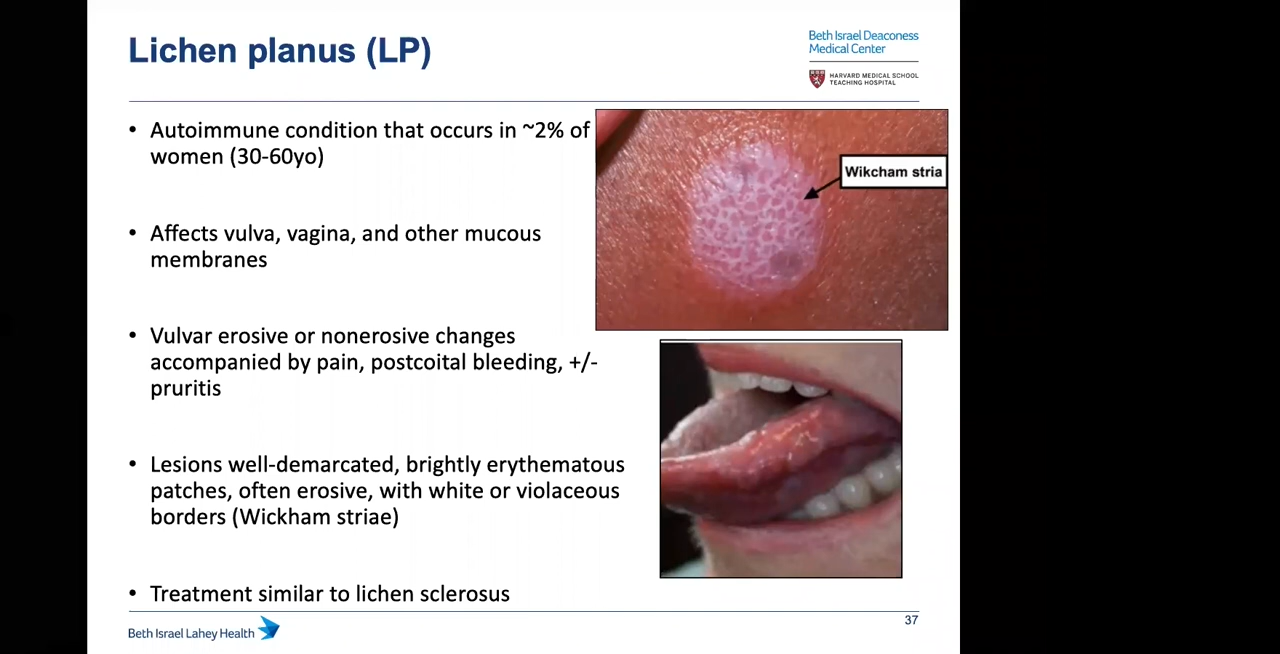 Lichen planus (LP)
Beth Israel Deaconess
Medical Center
HARVARD MEDICAL SCHOOL
TEACHING HOSPITAL
• Autoimmune condition that occurs in ~2% of
women (30-60yo)
• Affects vulva, vagina, and other mucous
membranes
• Vulvar erosive or nonerosive changes
accompanied by pain, postcoital bleeding, +/-
pruritis
• Lesions well-demarcated, brightly erythematous
patches, often erosive, with white or violaceous
borders (Wickham striae)
• Treatment similar to lichen sclerosus
Wikcham stria
Beth Israel Lahey Health
37